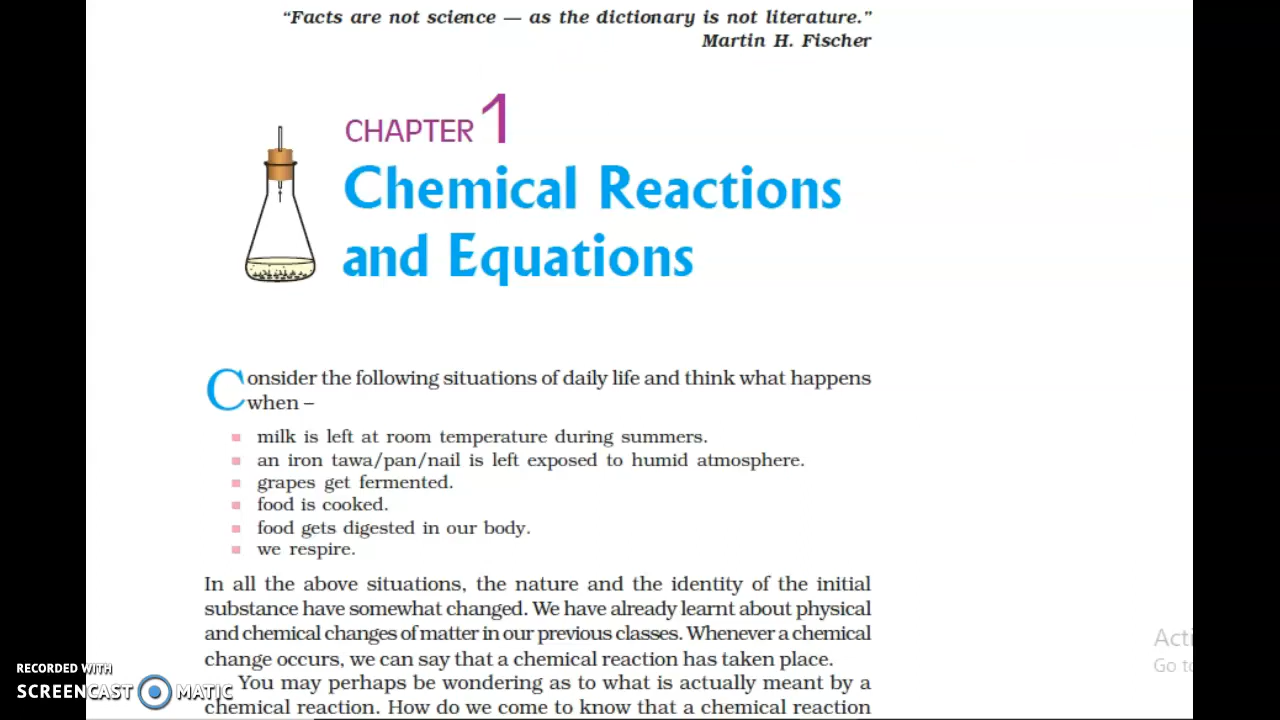 “Facts are not science — as the dictionary is not literature.”
Martin H. Fischer
CHAPTER 1
Chemical Reactions
and Equations
Consider the following situations of daily life and think what happens
when –
milk is left at room temperature during summers.
an iron tawa/pan/nail is left exposed to humid atmosphere.
grapes get fermented.
food is cooked.
food gets digested in our body.
we respire.
In all the above situations, the nature and the identity of the initial
substance have somewhat changed. We have already learnt about physical
and chemical changes of matter in our previous classes. Whenever a chemical
change occurs, we can say that a chemical reaction has taken place.
You may perhaps be wondering as to what is actually meant by a
chemical reaction. How do we come to know that a chemical reaction
Acti
Go to
RECORDED WITH
SCREENCAST MATIC